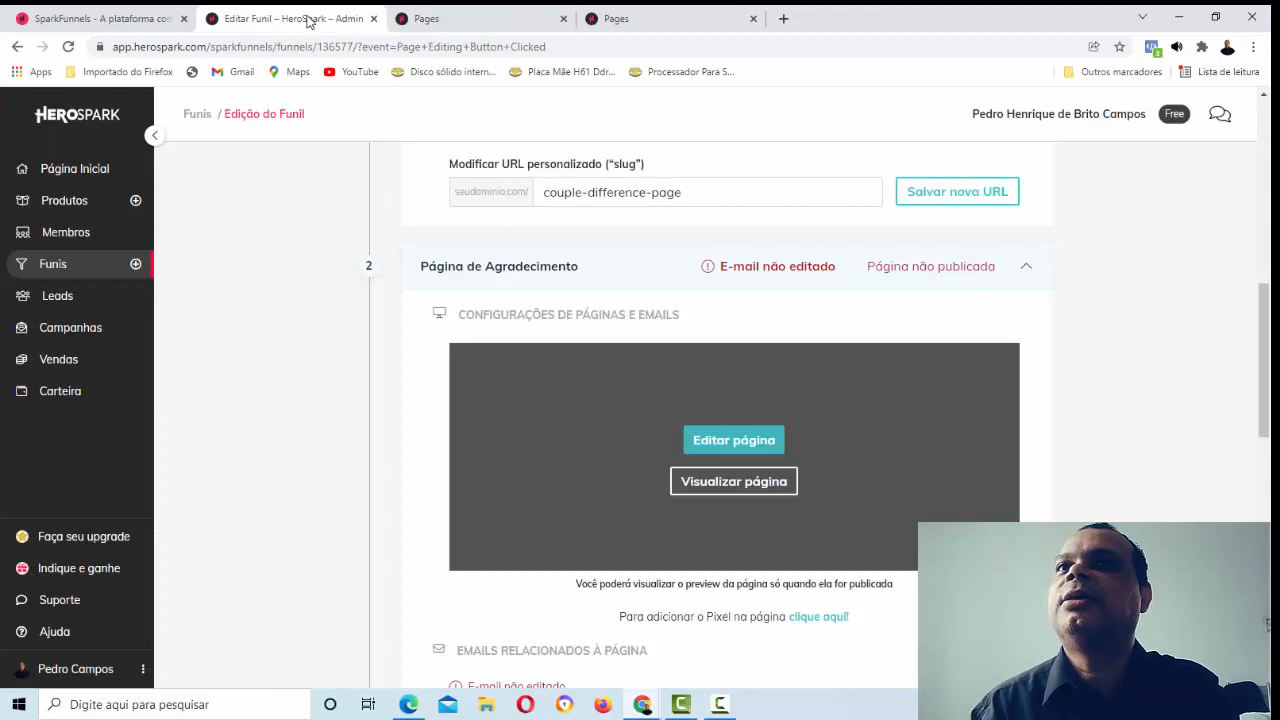 SparkFunnels - A plataforma con
Editar Funil – HeroSpark – Admin
Pages
Pages
app.herospark.com/sparkfunnels/funnels/136577/?event=Page+Editing+Button+Clicked
3
Apps
Importado do Firefox
Gmail
Maps
YouTube
Disco sólido intern...
Placa Mãe H61 Ddr...
Processador Para S...
Outros marcadores
Lista de leitura
HEROSPARK
Funis / Edição do Funil
Pedro Henrique de Brito Campos
Free
Página Inicial
Produtos
Membros
Funis
Leads
Campanhas
Vendas
Carteira
Faça seu upgrade
Indique e ganhe
Suporte
Ajuda
Pedro Campos
Modificar URL personalizado (“slug”)
seudominio.com/
couple-difference-page
Salvar nova URL
2
Página de Agradecimento
E-mail não editado
Página não publicada
CONFIGURAÇÕES DE PÁGINAS E EMAILS
Editar página
Visualizar página
Você poderá visualizar o preview da página só quando ela for publicada
Para adicionar o Pixel na página clique aqui!
EMAILS RELACIONADOS À PÁGINA
E-mail não editado
Digite aqui para pesquisar